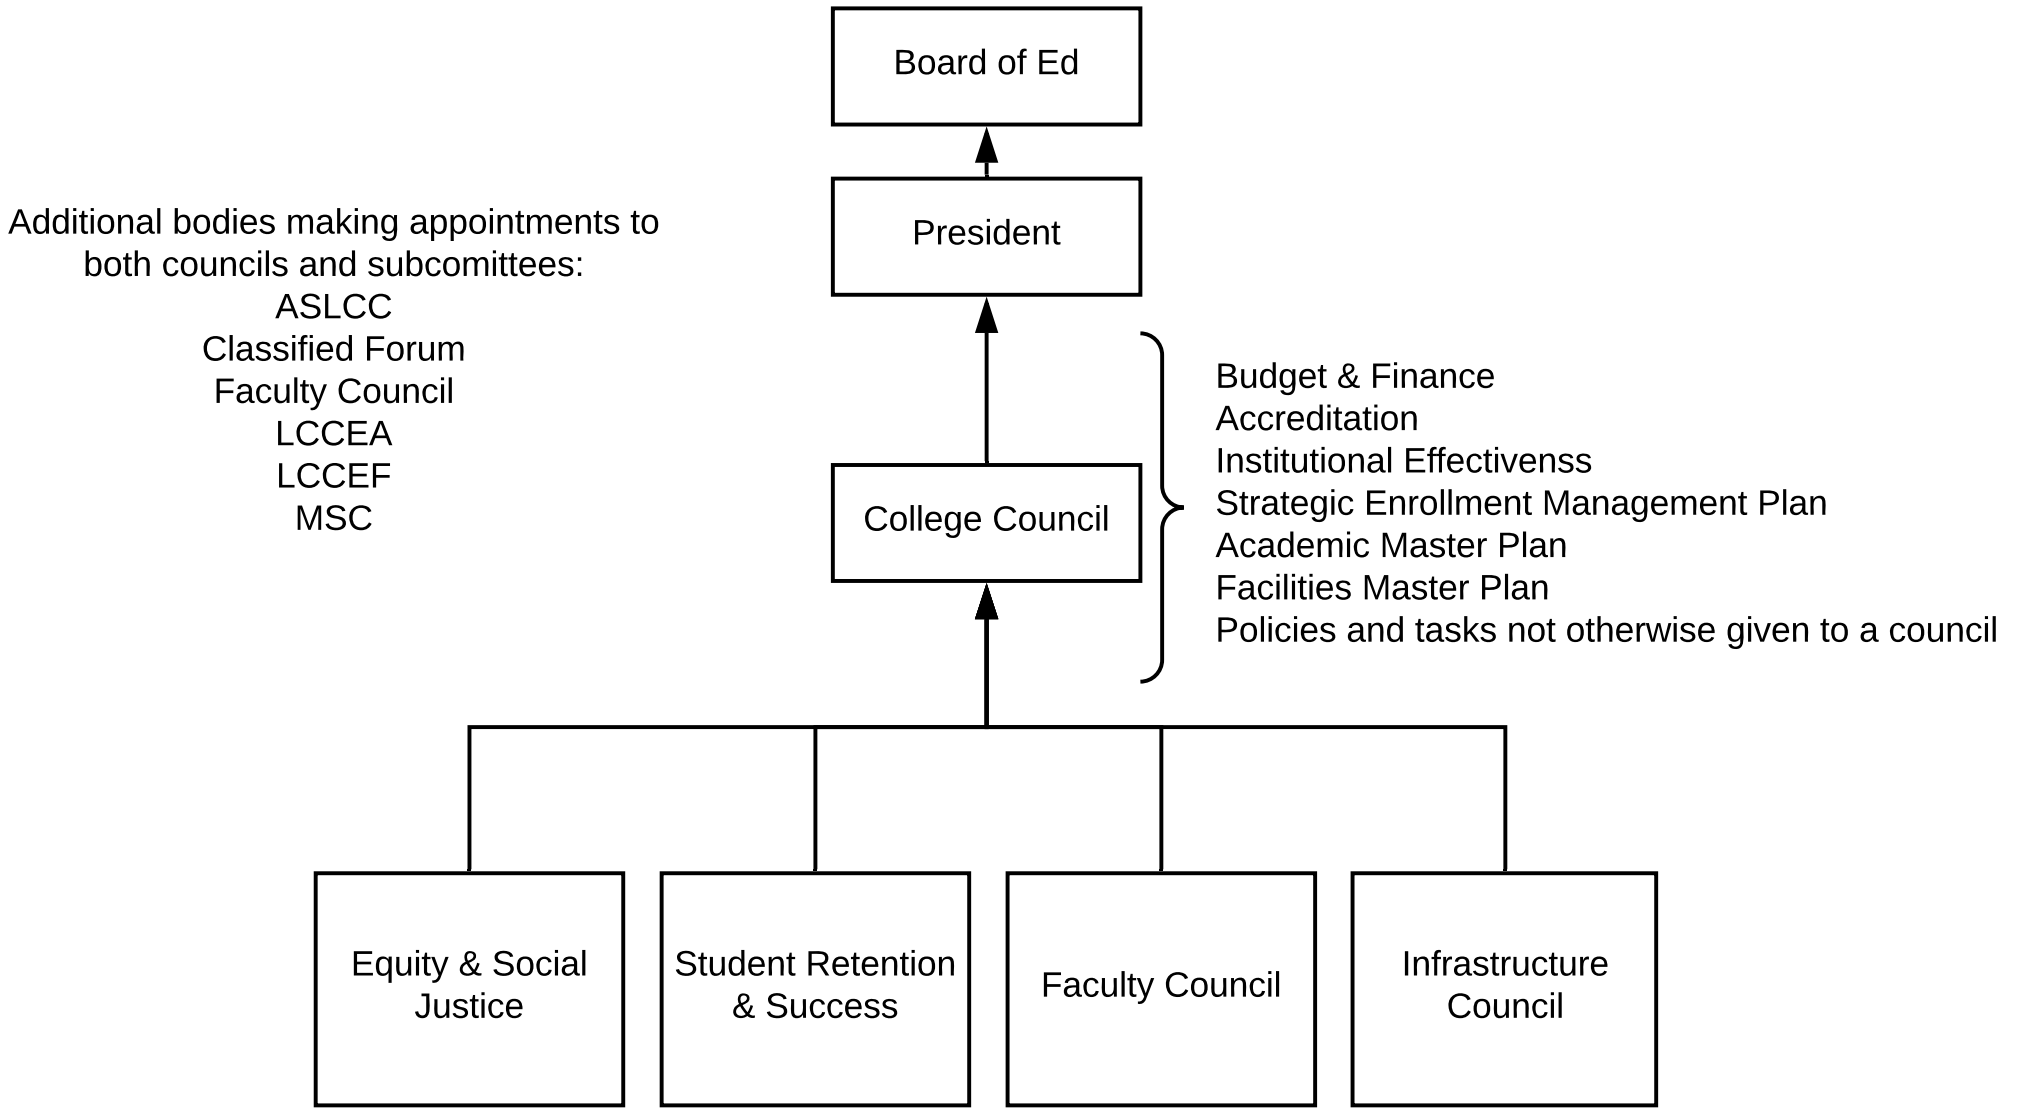 Board of Ed
President
Additional bodies making appointments to
both councils and subcomittees:
ASLCC
Classified Forum
Faculty Council
LCCEA
LCCEF
MSC
Budget & Finance
Accreditation
Institutional Effectivenss
Strategic Enrollment Management Plan
Academic Master Plan
Facilities Master Plan
Policies and tasks not otherwise given to a council
College Council
Equity & Social
Justice
Student Retention
& Success
Faculty Council
Infrastructure
Council